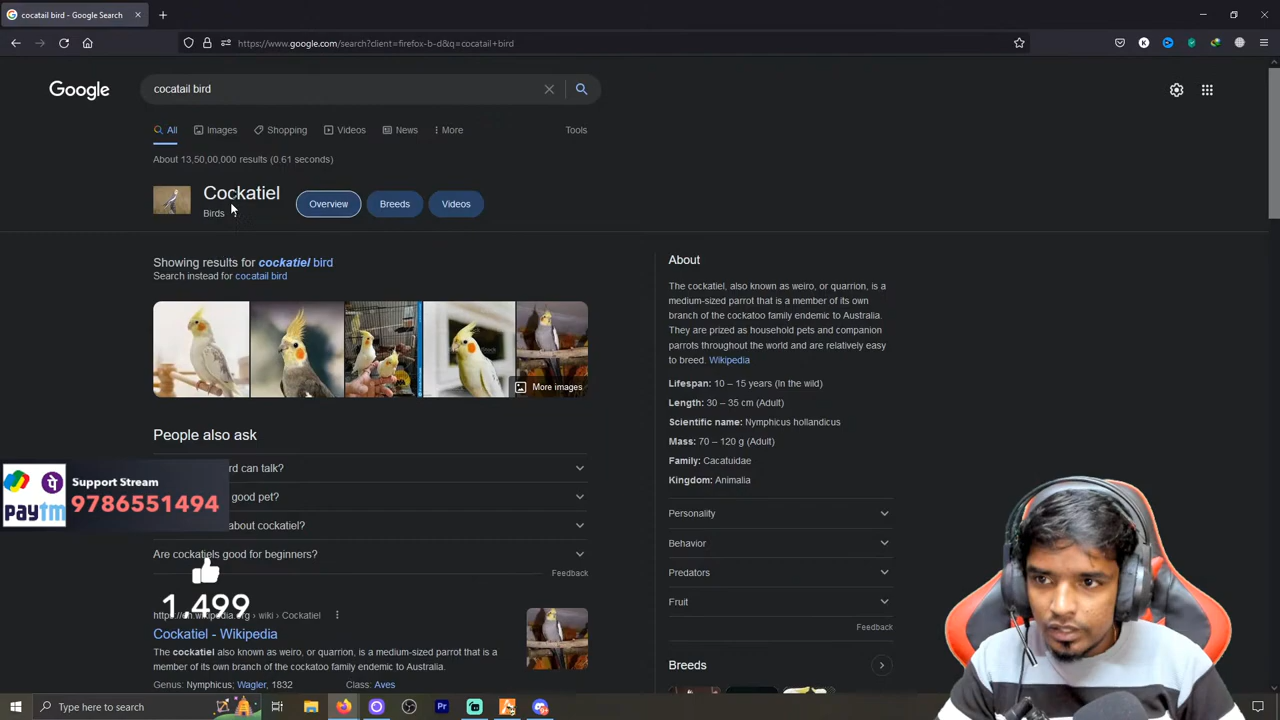 cocatail bird - Google Search
https://www.google.com/search?client=firefox-b-d&q=cocatail+bird
Google
cocatail bird
All
Images
Shopping
Videos
News
More
Tools
About 13,50,00,000 results (0.61 seconds)
Cockatiel
Birds
Overview
Breeds
Videos
Showing results for cockatiel bird
Search instead for cocatail bird
More images
People also ask
rd can talk?
good pet?
about cockatiel?
Are cockatiels good for beginners?
Feedback
Support Stream
9786551494
paytm
1,499
wiki › Cockatiel
Cockatiel - Wikipedia
The cockatiel also known as weiro, or quarrion, is a medium-sized parrot that is a
member of its own branch of the cockatoo family endemic to Australia.
Genus: Nymphicus; Wagler, 1832
Class: Aves
About
The cockatiel, also known as weiro, or quarrion, is a
medium-sized parrot that is a member of its own
branch of the cockatoo family endemic to Australia.
They are prized as household pets and companion
parrots throughout the world and are relatively easy
to breed. Wikipedia
Lifespan: 10 – 15 years (In the wild)
Length: 30 – 35 cm (Adult)
Scientific name: Nymphicus hollandicus
Mass: 70 – 120 g (Adult)
Family: Cacatuidae
Kingdom: Animalia
Personality
Behavior
Predators
Fruit
Feedback
Breeds
Type here to search
Pr